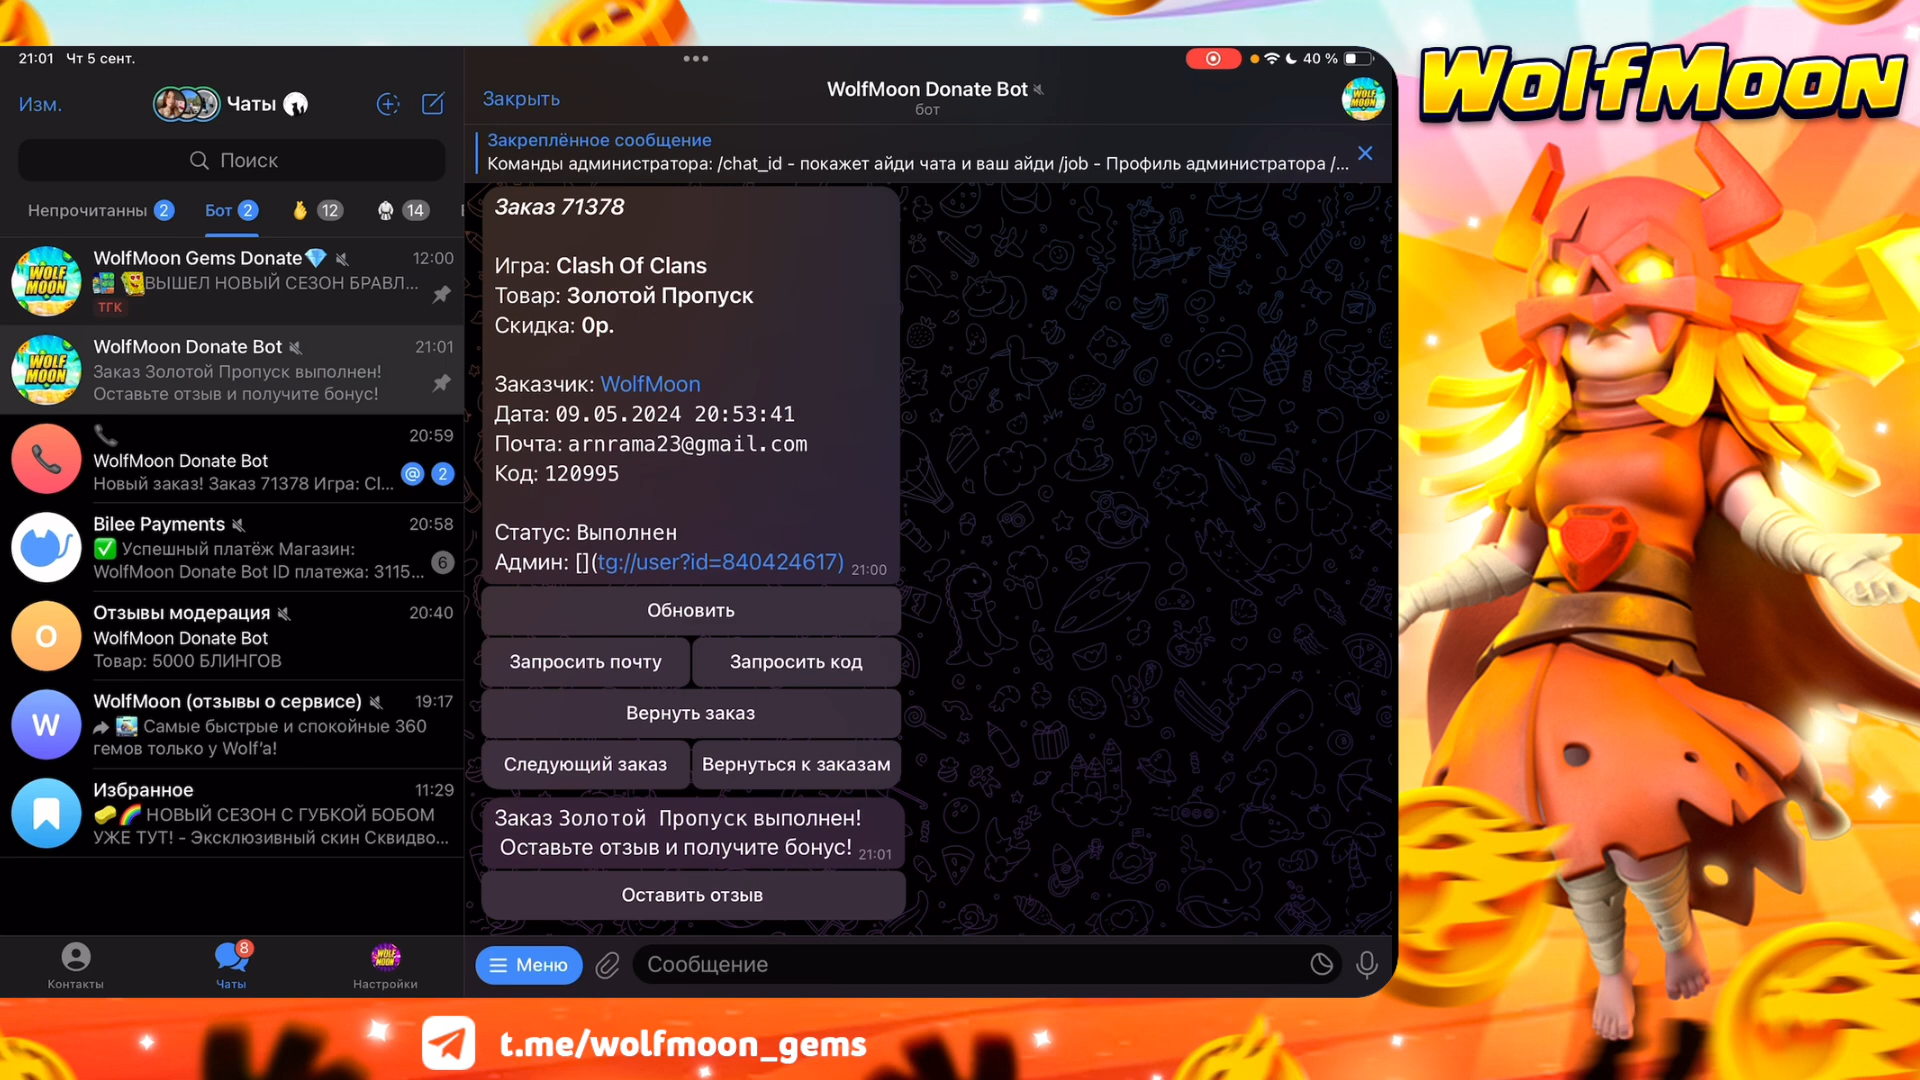 21:01 Чт 5 сент.
40 %
Изм.
Чаты
Поиск
Непрочитанны 2
Бот 2
12
14
WolfMoon Gems Donate
12:00
ВЫШЕЛ НОВЫЙ СЕЗОН БРАВЛ...
ТГК
WolfMoon Donate Bot
21:01
Заказ Золотой Пропуск выполнен!
Оставьте отзыв и получите бонус!
20:59
WolfMoon Donate Bot
Новый заказ! Заказ 71378 Игра: Cl...
@ 2
Bilee Payments
20:58
Успешный платёж Магазин:
WolfMoon Donate Bot ID платежа: 3115...
6
О
Отзывы модерация
20:40
WolfMoon Donate Bot
Товар: 5000 БЛИНГОВ
W
WolfMoon (отзывы о сервисе)
19:17
Самые быстрые и спокойные 360
гемов только у Wolf'a!
Избранное
11:29
НОВЫЙ СЕЗОН С ГУБКОЙ БОБОМ
УЖЕ ТУТ! - Эксклюзивный скин Сквидво...
8
Контакты
Чаты
Настройки
Закрыть
WolfMoon Donate Bot
бот
WOLF
MOON
Закреплённое сообщение
Команды администратора: /chat_id - покажет айди чата и ваш айди /job - Профиль администратора /...
Заказ 71378
Игра: Clash Of Clans
Товар: Золотой Пропуск
Скидка: 0р.
Заказчик: WolfMoon
Дата: 09.05.2024 20:53:41
Почта: arnrama23@gmail.com
Код: 120995
Статус: Выполнен
Админ: [](tg://user?id=840424617)
21:00
Обновить
Запросить почту
Запросить код
Вернуть заказ
Следующий заказ
Вернуться к заказам
Заказ Золотой Пропуск выполнен!
Оставьте отзыв и получите бонус!
21:01
Оставить отзыв
Меню
Сообщение
WolfMoon
WOLF
MOON
WOLF
MOON
WOLF
MOON
t.me/wolfmoon_gems